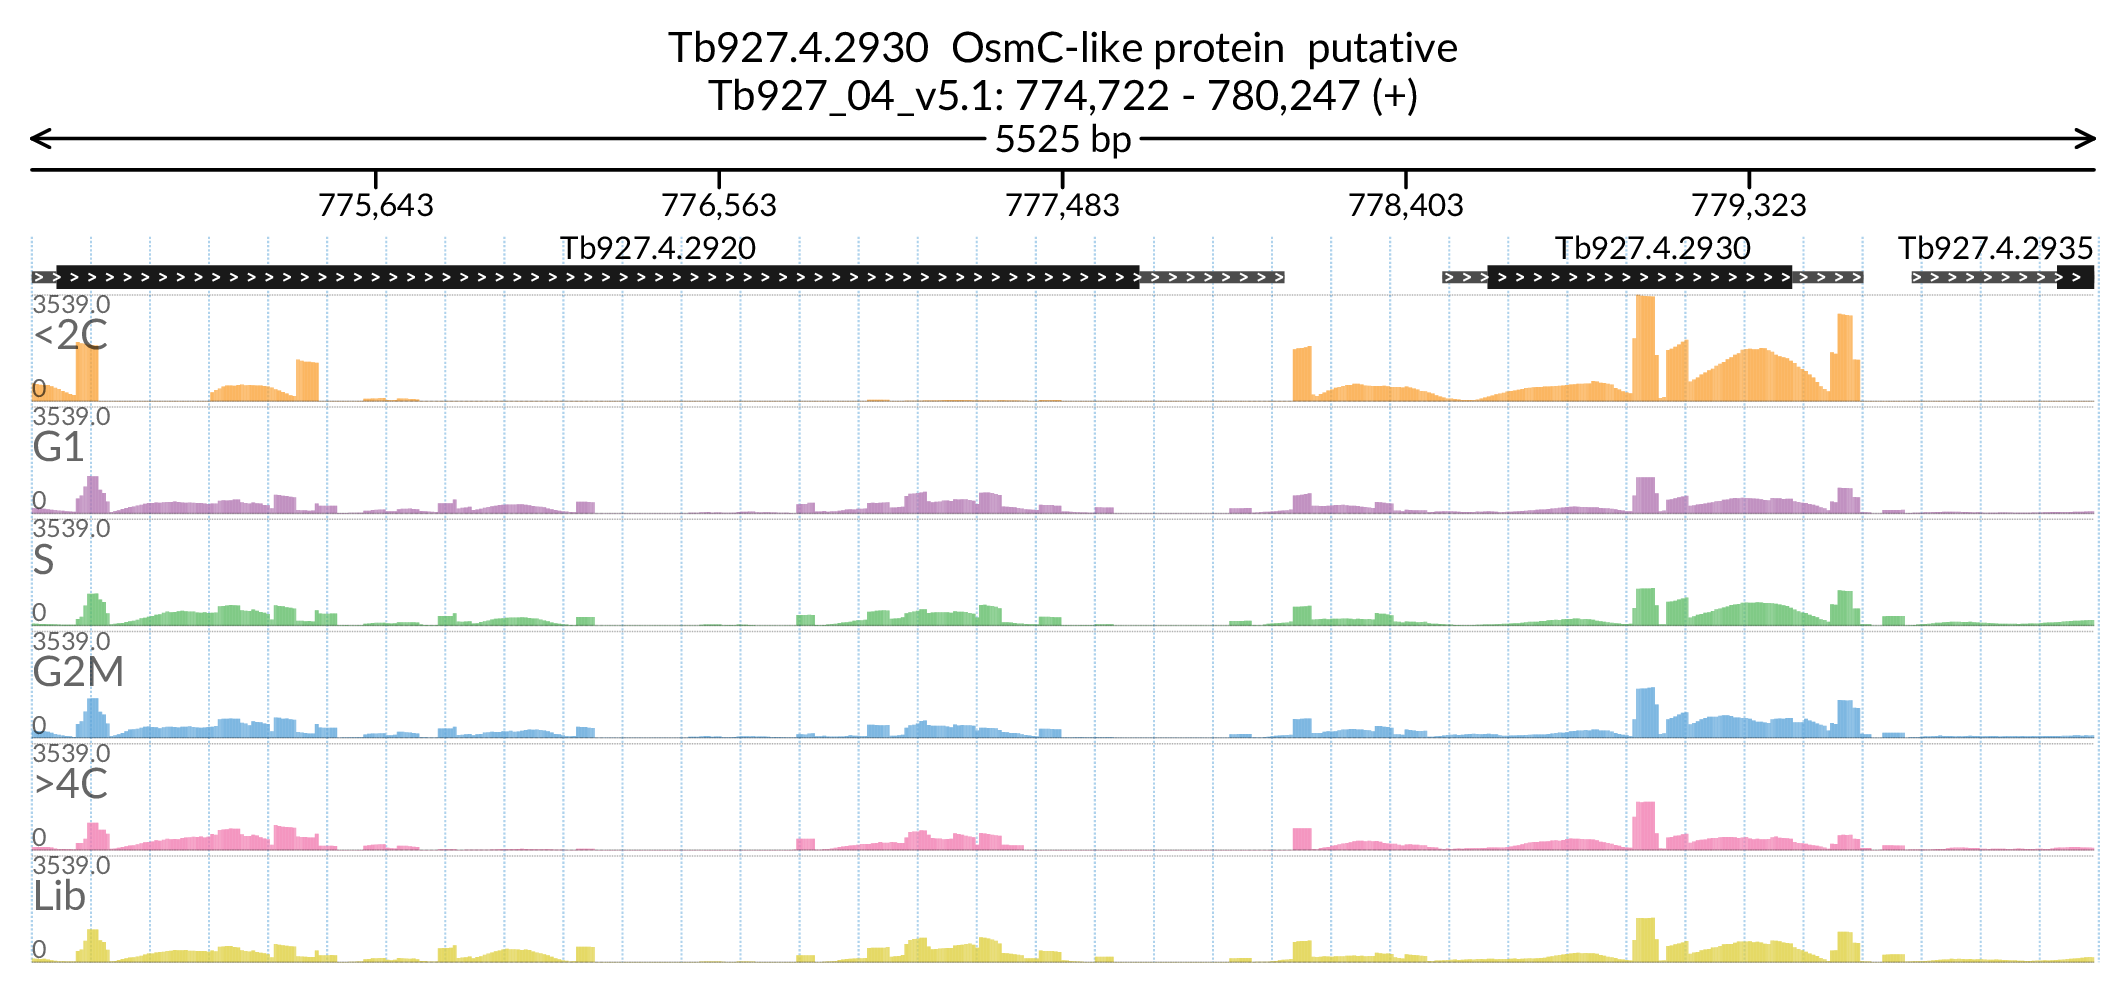 Tb927.4.2930  OsmC-like protein  putative
Tb927_04_v5.1: 774,722 - 780,247 (+)
5525 bp
775,643 776,563 777,483 778,403 779,323
Tb927.4.2920 Tb927.4.2930 Tb927.4.2935
3539.0
<2C
0
3539.0
G1
0
3539.0
S
0
3539.0
G2M
0
3539.0
>4C
0
3539.0
Lib
0